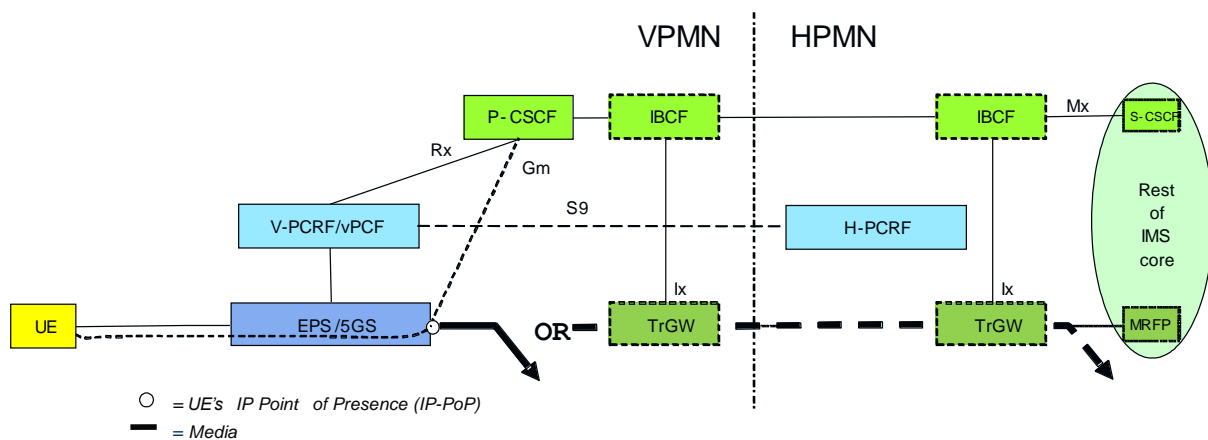 VPMN
HPMN
P-CSCF
IBCF
IBCF
Mx
S-CSCF
Rx
Gm
V-PCRF/vPCF
S9
H-PCRF
Rest
of
IMS
core
Ix
Ix
UE
EPS/5GS
OR
TrGW
TrGW
MRFP
= UE's IP Point of Presence (IP-PoP)
= Media